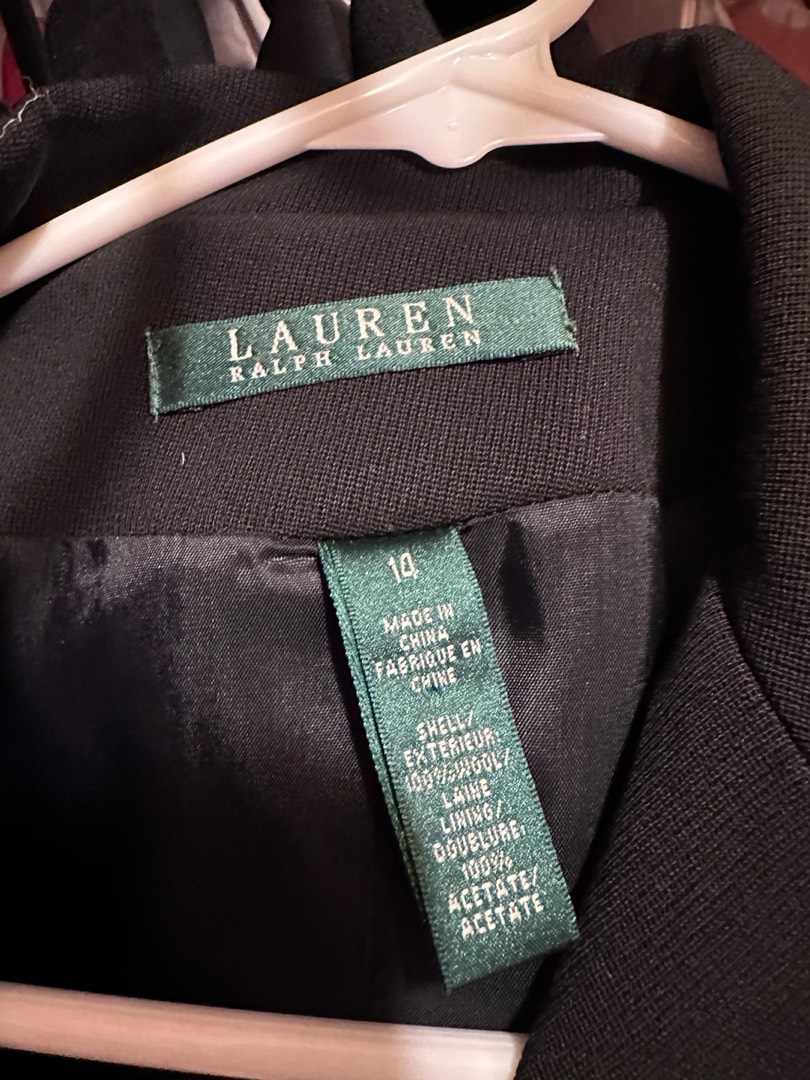 LAUREN
RALPH LAUREN
14
MADE IN
CHINA
FABRIQUE EN
CHINE
SHELL/
EXTERIEUR:
100% WOOL/
LAINE
LINING/
DOUBLURE:
100%
ACETATE/
ACETATE